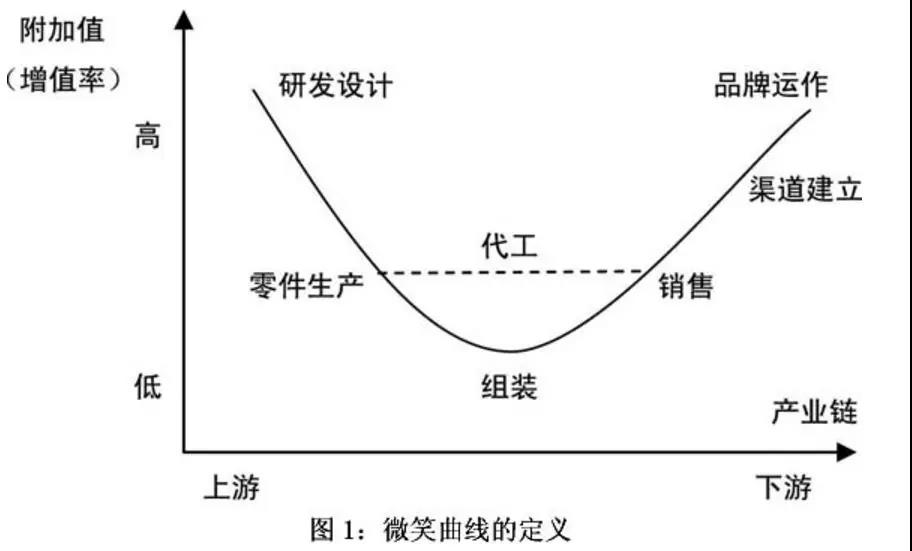 附加值
（增值率）
研发设计
品牌运作
高
渠道建立
代工
零件生产
销售
低
组装
产业链
上游
下游
图 1：微笑曲线的定义